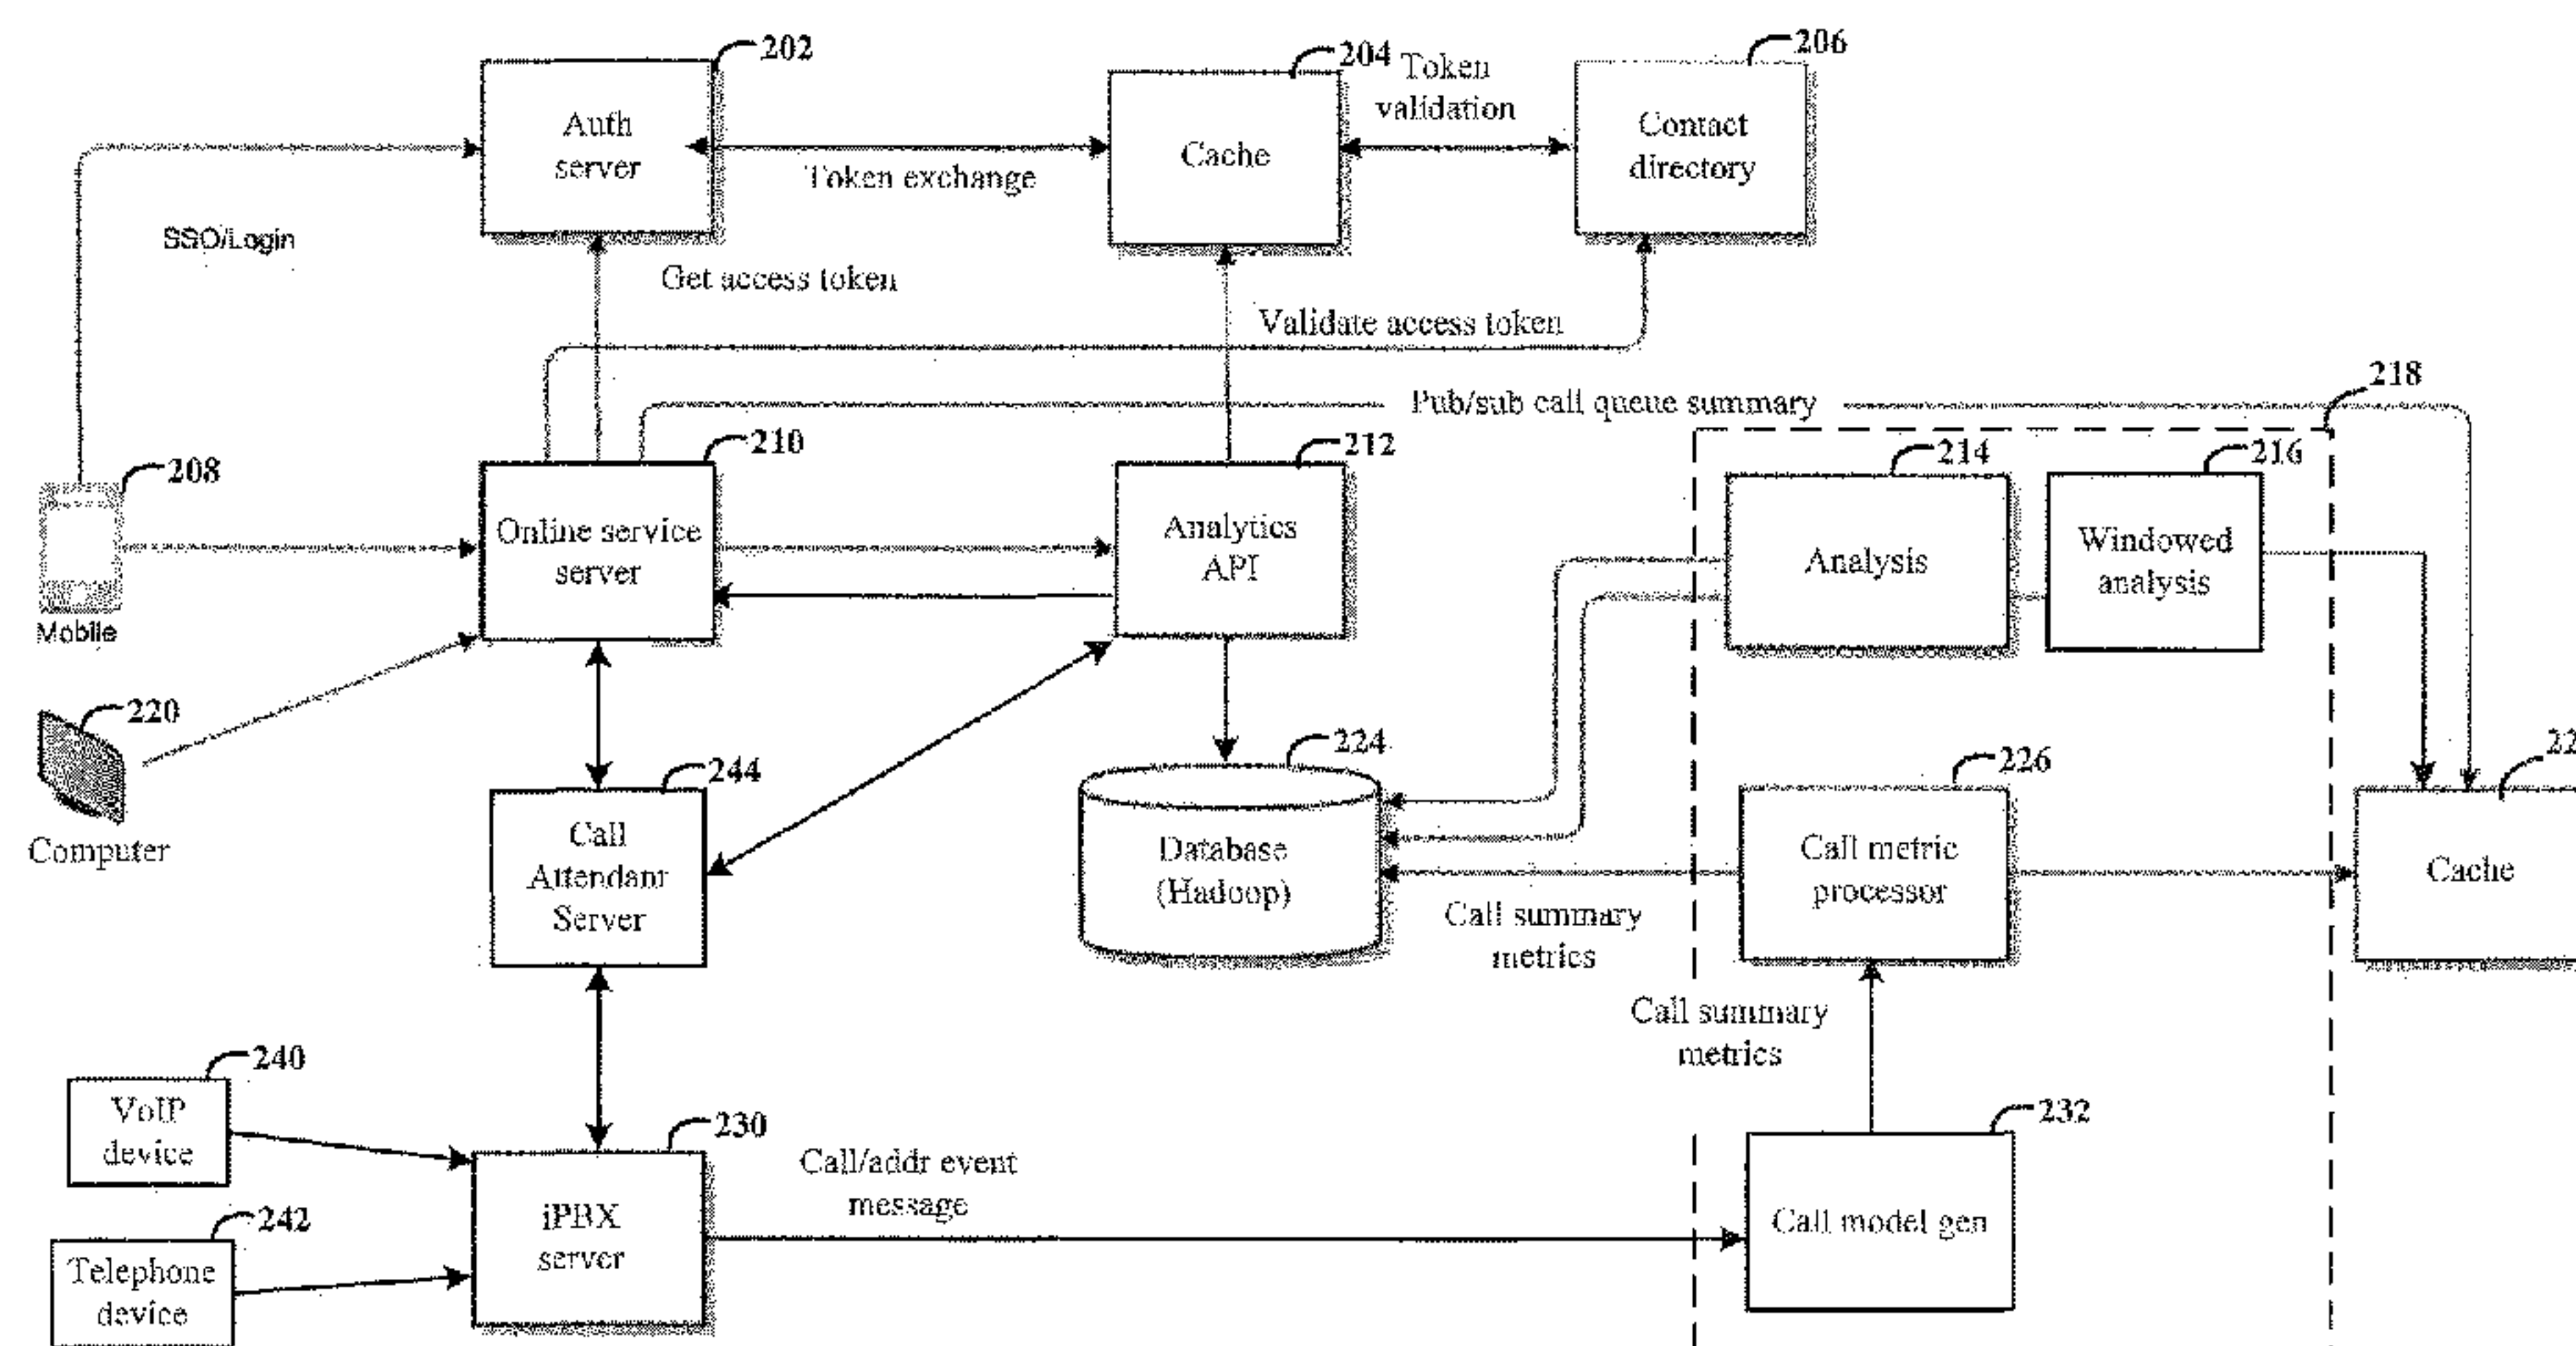 202
204
206
Token
validation
Auth
server
Cache
Contact
directory
Token exchange
SSO/Login
Get access token
Validate access token
218
Pub/sub call queue summary
210
212
214
216
208
Online service
server
Analytics
API
Analysis
Windowed
analysis
Mobile
220
Computer
244
Call
Attendant
Server
224
Database
(Hadoop)
226
Call metric
processor
Cache
Call summary
metrics
Call summary
metrics
240
VoIP
device
242
Telephone
device
230
iPBX
server
Call/addr event
message
232
Call model gen